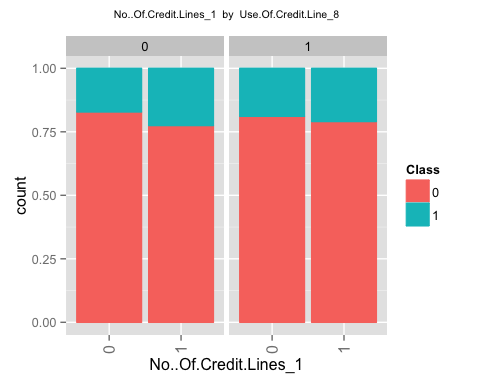 No..Of.Credit.Lines_1 by Use.Of.Credit.Line_8
0 1
1.00
0.75
0.50
0.25
0.00
count
0 1 0 1
No..Of.Credit.Lines_1
Class
0
1